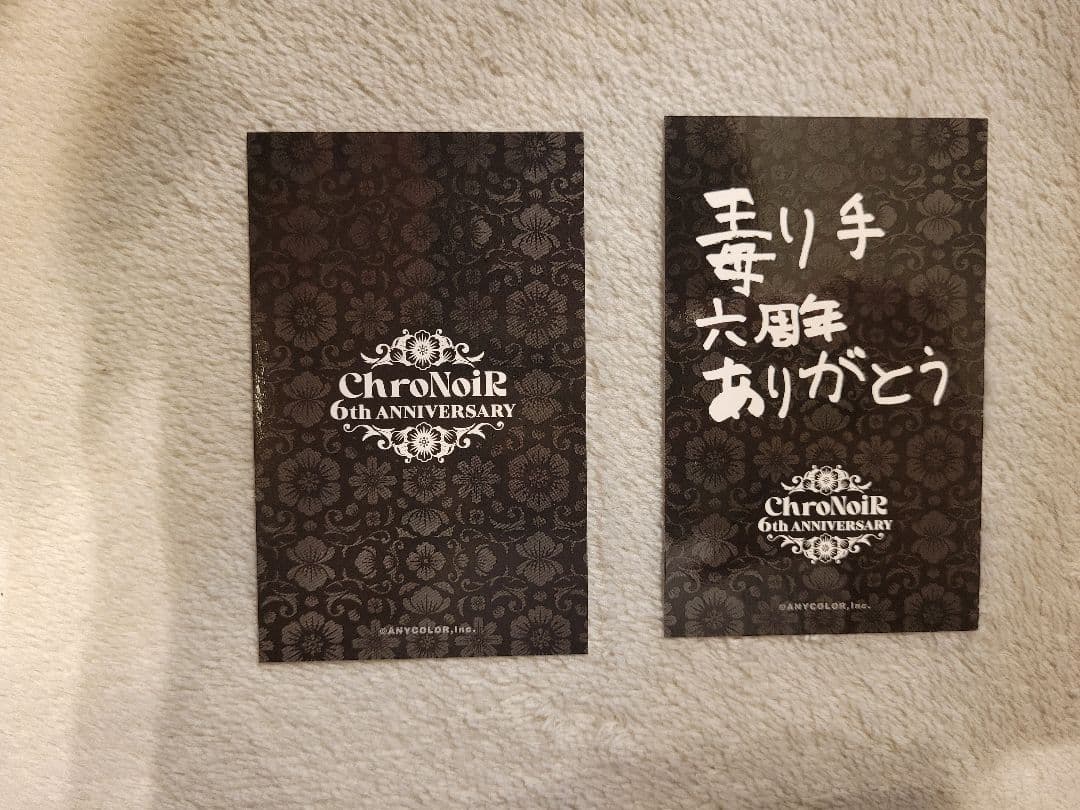 ChroNoiR
6th ANNIVERSARY
©ANYCOLOR,Inc.
毒り手
六周年
ありがとう
ChroNoiR
6th ANNIVERSARY
©ANYCOLOR,Inc.